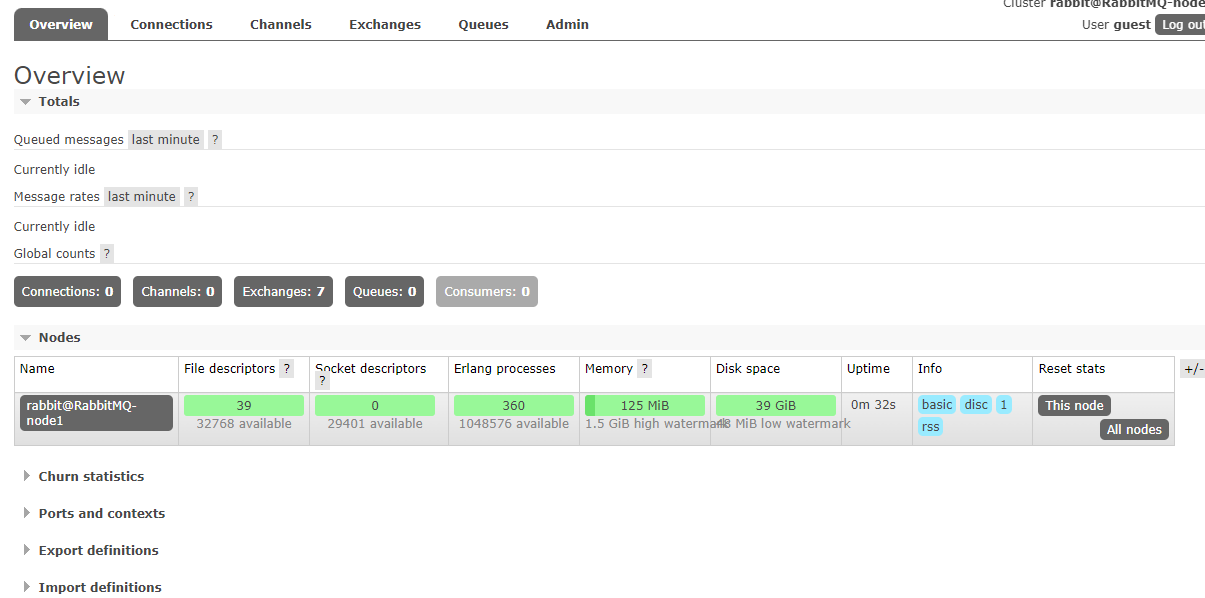 Cluster rabbit@RabbitMQ-node
Overview Connections Channels Exchanges Queues Admin
User guest Log out
Overview
Totals
Queued messages last minute ?
Currently idle
Message rates last minute ?
Currently idle
Global counts ?
Connections: 0 Channels: 0 Exchanges: 7 Queues: 0 Consumers: 0
Nodes
Name File descriptors ? Socket descriptors ? Erlang processes Memory ? Disk space Uptime Info Reset stats +/-
rabbit@RabbitMQ-node1 39 0 360 125 MiB 39 GiB 0m 32s basic disc 1 This node
32768 available 29401 available 1048576 available 1.5 GiB high watermark 48 MiB low watermark rss All nodes
Churn statistics
Ports and contexts
Export definitions
Import definitions